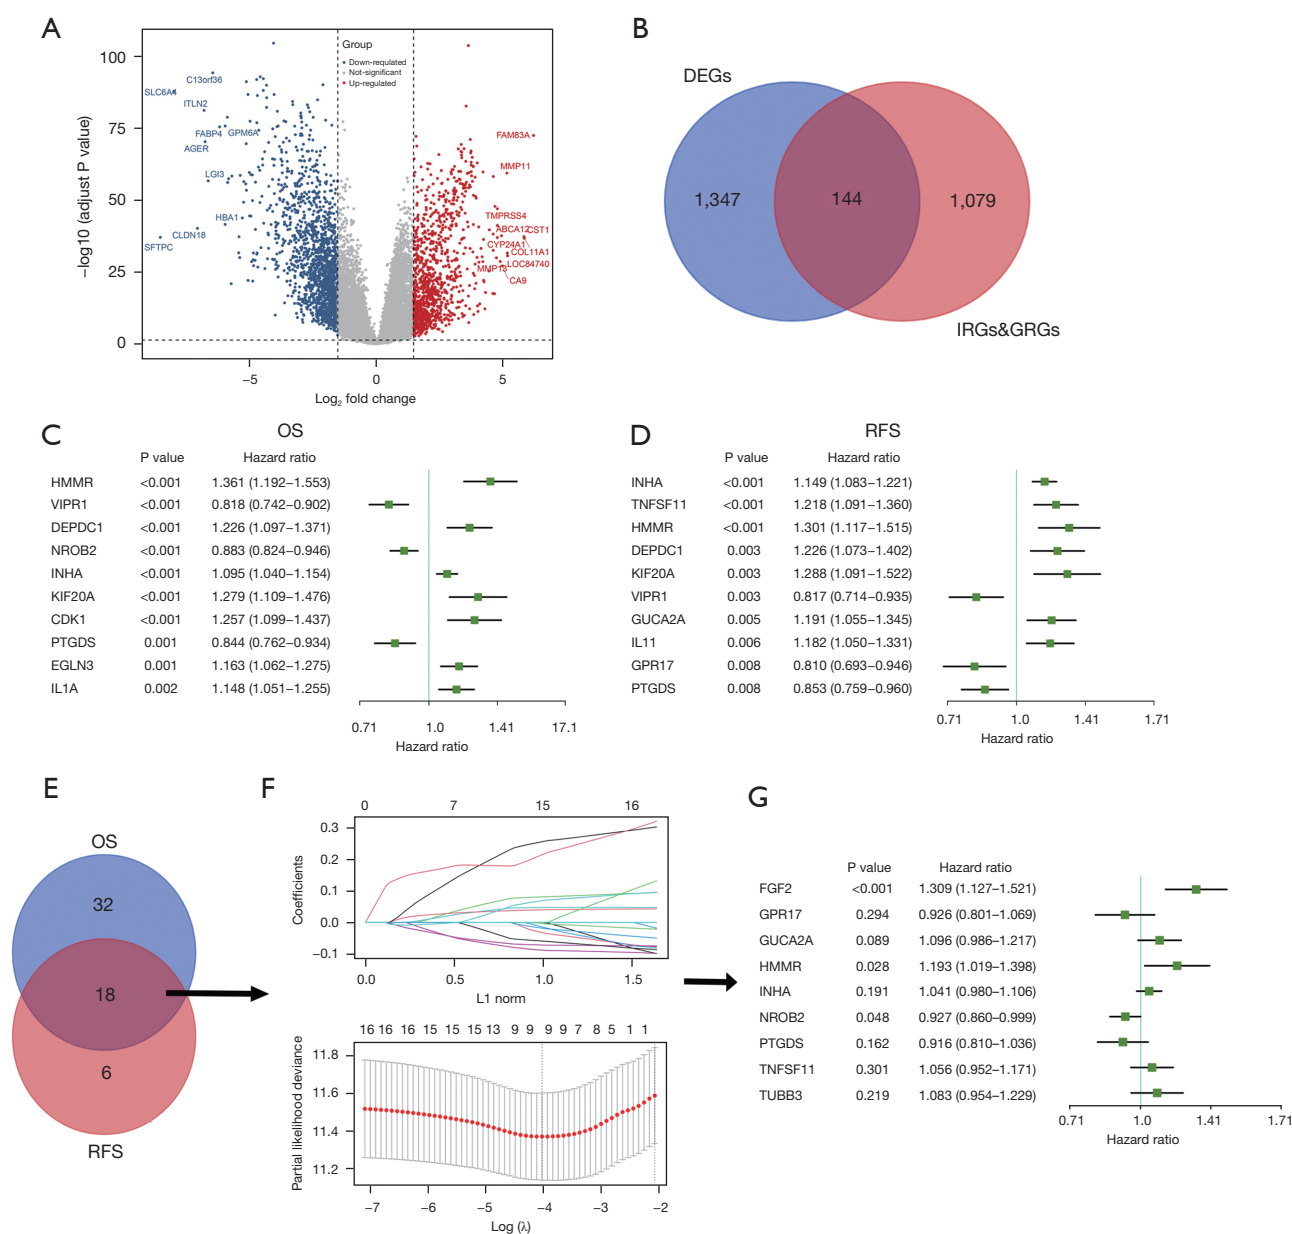 A
Group
Down-regulated
Not-significant
Up-regulated
−log10 (adjust P value)
100
75
50
25
0
C13orf36
SLC6A4
ITLN2
FABP4
GPM6A
AGER
LGI3
HBA1
CLDN18
SFTPC
FAM83A
MMP11
TMPRSS4
ABCA12
CST1
CYP24A1
COL11A1
LOC84740
MMP13
CA9
−5
0
5
Log2 fold change
B
DEGs
1,347
144
1,079
IRGs&GRGs
C
OS
P value Hazard ratio
HMMR <0.001 1.361 (1.192−1.553)
VIPR1 <0.001 0.818 (0.742−0.902)
DEPDC1 <0.001 1.226 (1.097−1.371)
NROB2 <0.001 0.883 (0.824−0.946)
INHA <0.001 1.095 (1.040−1.154)
KIF20A <0.001 1.279 (1.109−1.476)
CDK1 <0.001 1.257 (1.099−1.437)
PTGDS 0.001 0.844 (0.762−0.934)
EGLN3 0.001 1.163 (1.062−1.275)
IL1A 0.002 1.148 (1.051−1.255)
0.71 1.0 1.41 17.1
Hazard ratio
D
RFS
P value Hazard ratio
INHA <0.001 1.149 (1.083−1.221)
TNFSF11 <0.001 1.218 (1.091−1.360)
HMMR <0.001 1.301 (1.117−1.515)
DEPDC1 0.003 1.226 (1.073−1.402)
KIF20A 0.003 1.288 (1.091−1.522)
VIPR1 0.003 0.817 (0.714−0.935)
GUCA2A 0.005 1.191 (1.055−1.345)
IL11 0.006 1.182 (1.050−1.331)
GPR17 0.008 0.810 (0.693−0.946)
PTGDS 0.008 0.853 (0.759−0.960)
0.71 1.0 1.41 1.71
Hazard ratio
E
OS
32
18
6
RFS
F
0 7 15 16
Coefficients
0.3
0.2
0.1
0.0
−0.1
0.0 0.5 1.0 1.5
L1 norm
16 16 16 15 15 15 13 9 9 9 9 7 8 5 1 1
Partial likelihood deviance
11.8
11.6
11.4
11.2
−7 −6 −5 −4 −3 −2
Log (λ)
G
P value Hazard ratio
FGF2 <0.001 1.309 (1.127−1.521)
GPR17 0.294 0.926 (0.801−1.069)
GUCA2A 0.089 1.096 (0.986−1.217)
HMMR 0.028 1.193 (1.019−1.398)
INHA 0.191 1.041 (0.980−1.106)
NROB2 0.048 0.927 (0.860−0.999)
PTGDS 0.162 0.916 (0.810−1.036)
TNFSF11 0.301 1.056 (0.952−1.171)
TUBB3 0.219 1.083 (0.954−1.229)
0.71 1.0 1.41 1.71
Hazard ratio